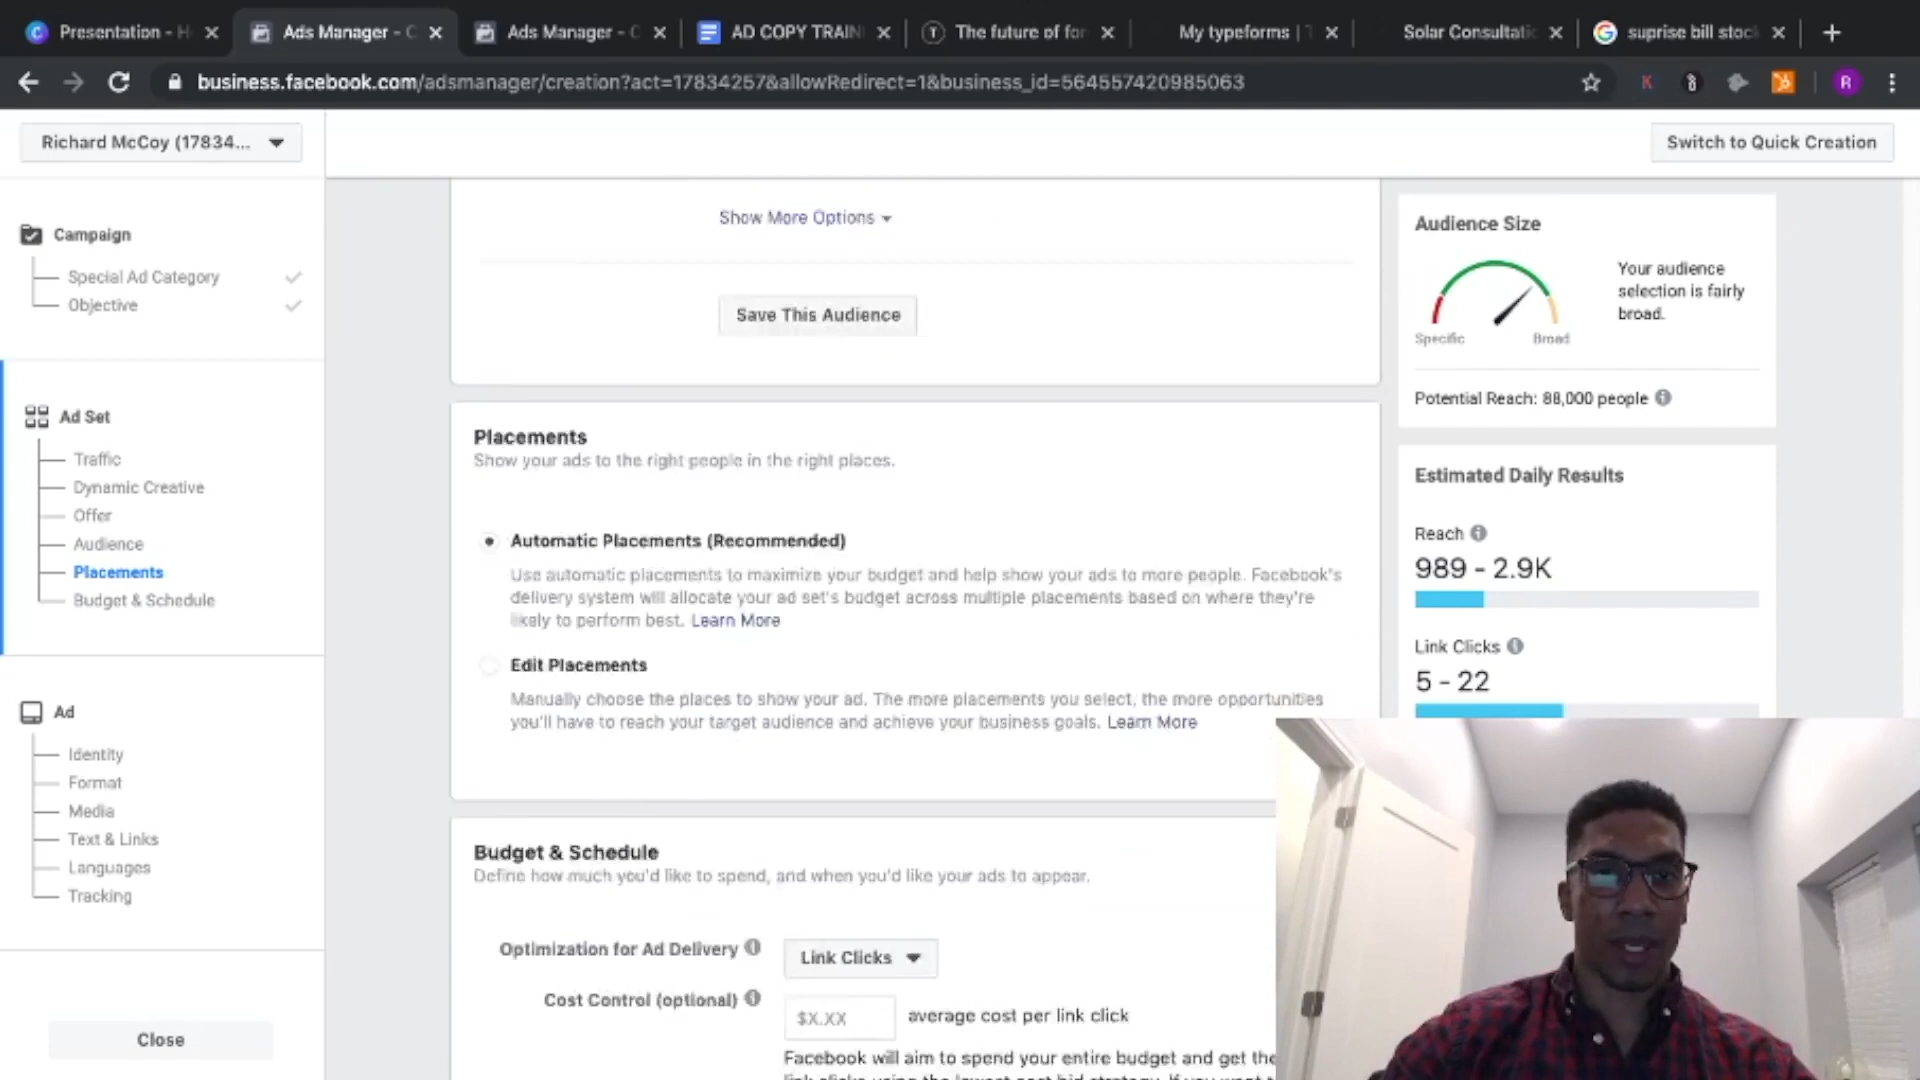 Presentation - H
Ads Manager - C
Ads Manager - C
AD COPY TRAIN
The future of for
My typeforms | T
Solar Consultati
suprise bill stoc
business.facebook.com/adsmanager/creation?act=17834257&allowRedirect=1&business_id=564557420985063
K
R
Richard McCoy (17834...
Switch to Quick Creation
Campaign
Special Ad Category
Objective
Ad Set
Traffic
Dynamic Creative
Offer
Audience
Placements
Budget & Schedule
Ad
Identity
Format
Media
Text & Links
Languages
Tracking
Close
Show More Options
Save This Audience
Placements
Show your ads to the right people in the right places.
Automatic Placements (Recommended)
Use automatic placements to maximize your budget and help show your ads to more people. Facebook's
delivery system will allocate your ad set's budget across multiple placements based on where they're
likely to perform best. Learn More
Edit Placements
Manually choose the places to show your ad. The more placements you select, the more opportunities
you'll have to reach your target audience and achieve your business goals. Learn More
Budget & Schedule
Define how much you'd like to spend, and when you'd like your ads to appear.
Optimization for Ad Delivery
Link Clicks
Cost Control (optional)
$X.XX
average cost per link click
Facebook will aim to spend your entire budget and get the
Audience Size
Your audience
selection is fairly
broad.
Specific
Broad
Potential Reach: 88,000 people
Estimated Daily Results
Reach
989 - 2.9K
Link Clicks
5 - 22